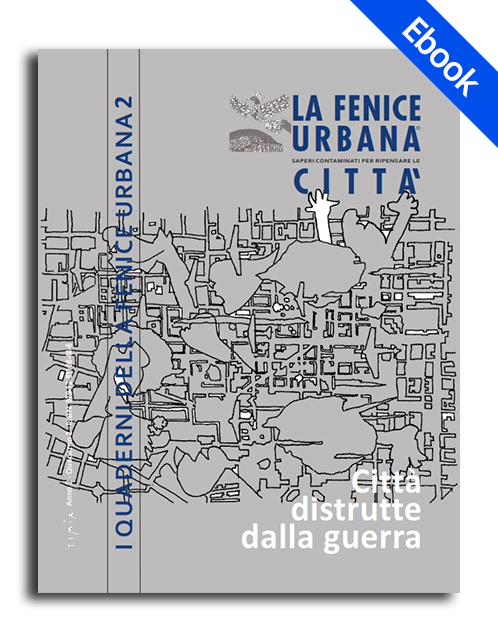 Ebook
LA FENICE
URBANA©
SAPERI CONTAMINATI PER RIPENSARE LE
CITTÀ
I QUADERNI DELLA FENICE URBANA 2
TIMÍA
Città
distrutte
dalla guerra